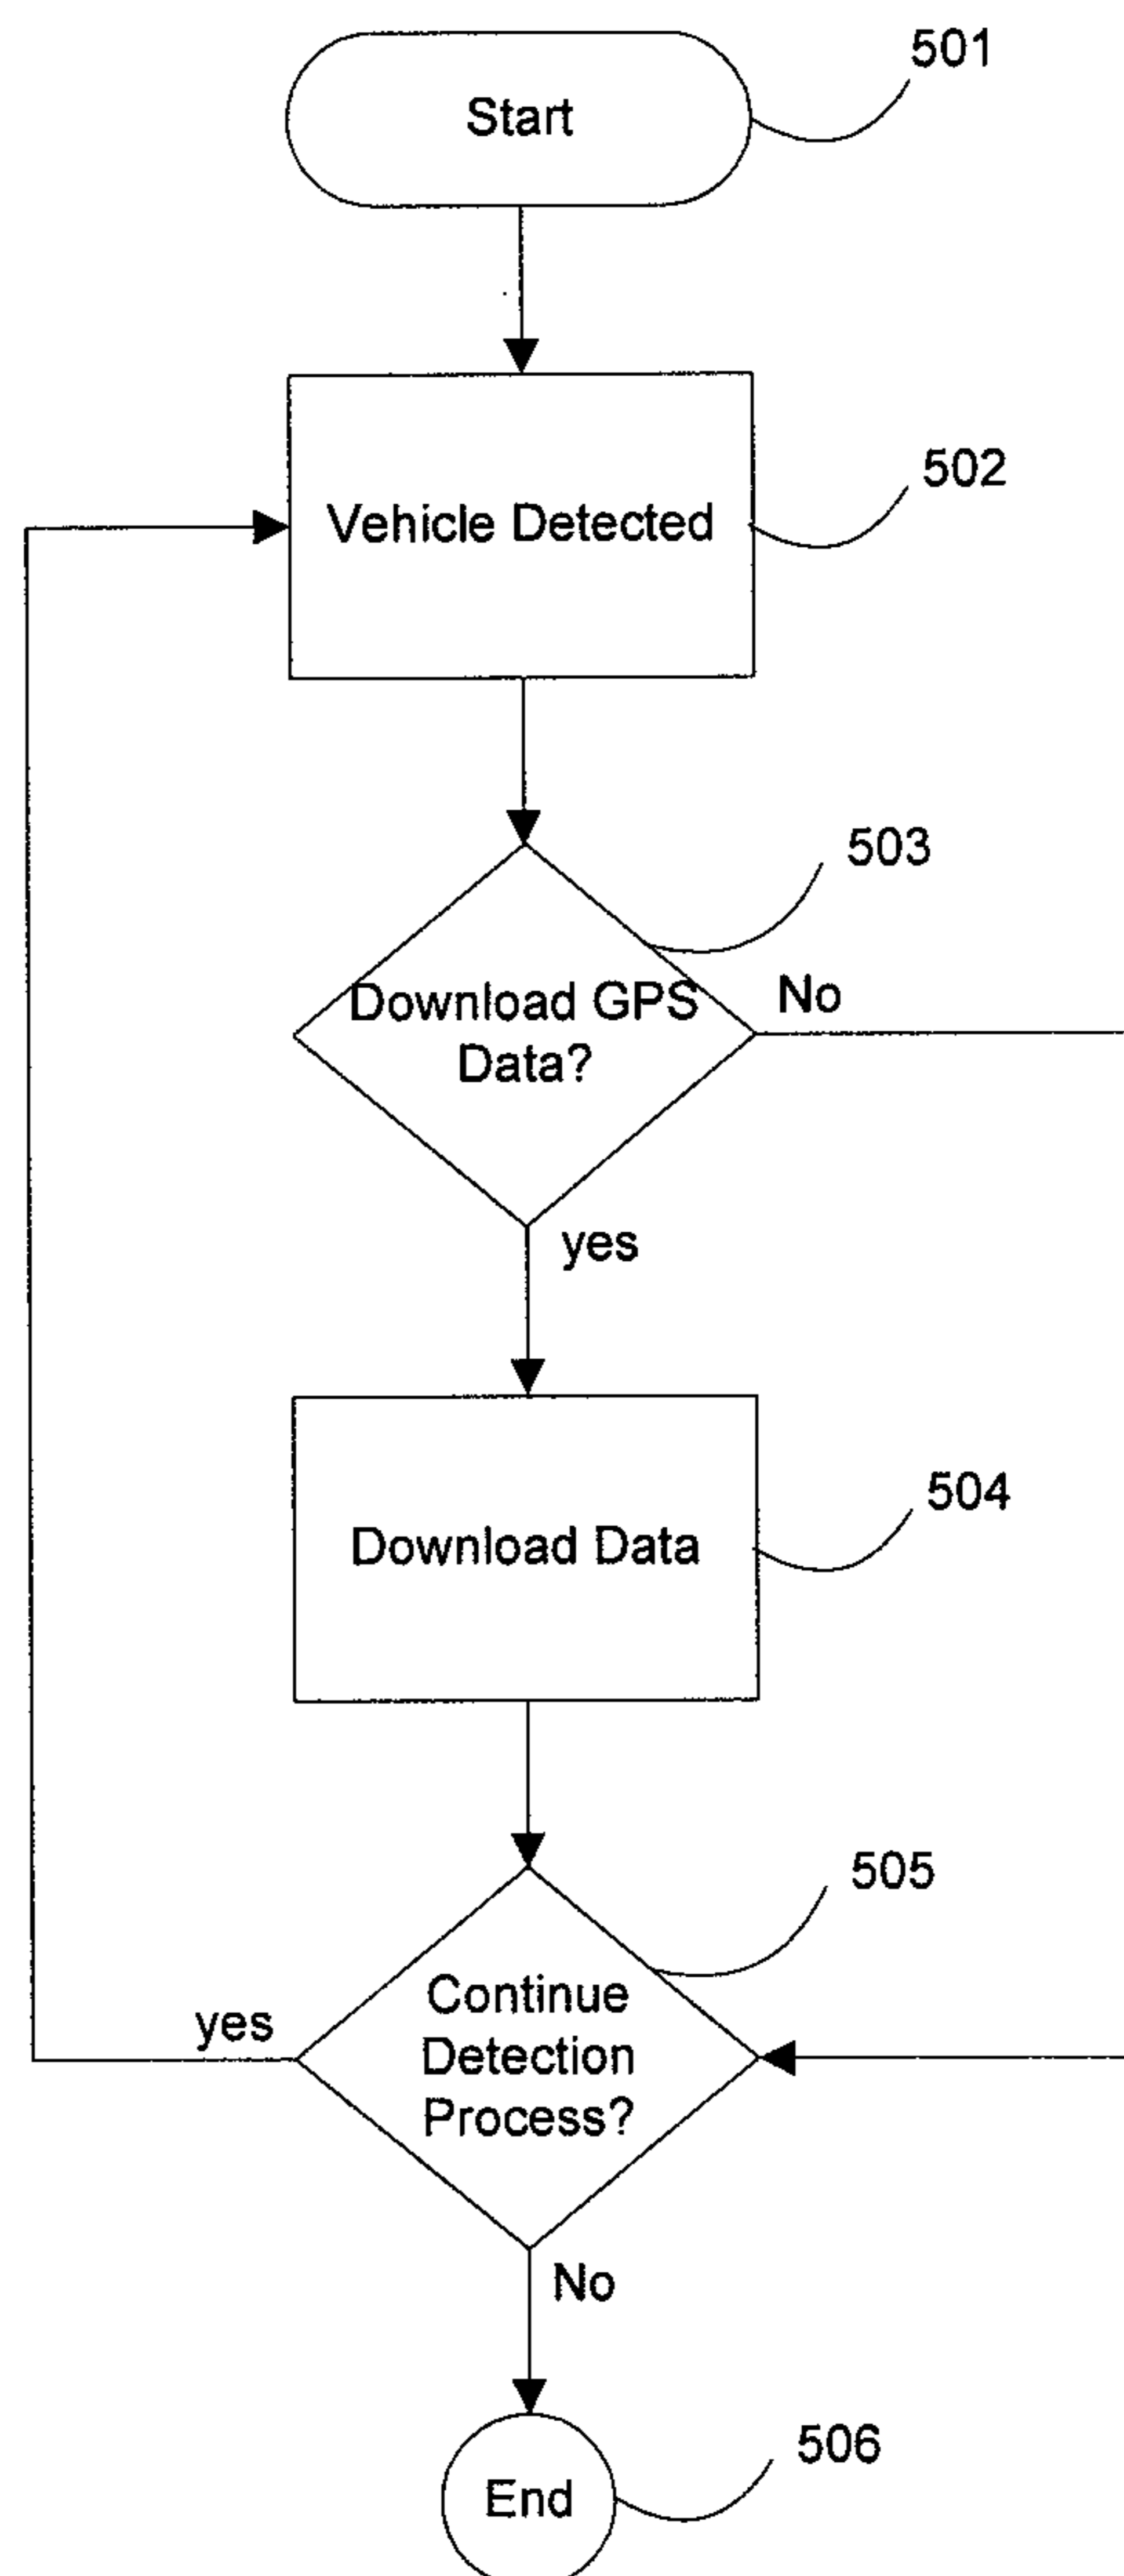 Start
501
Vehicle Detected
502
503
Download GPS
Data?
No
yes
Download Data
504
505
Continue
Detection
Process?
yes
No
End
506